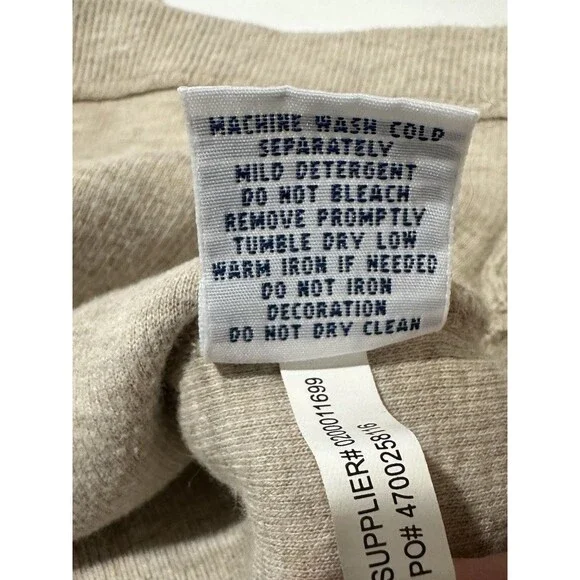 MACHINE WASH COLD
SEPARATELY
MILD DETERGENT
DO NOT BLEACH
REMOVE PROMPTLY
TUMBLE DRY LOW
WARM IRON IF NEEDED
DO NOT IRON
DECORATION
DO NOT DRY CLEAN
SUPPLIER# 0200011699
PO# 470025816